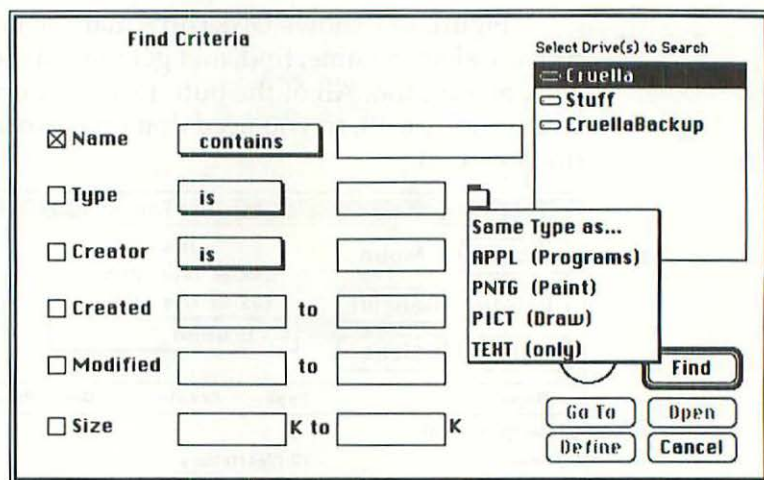 Find Criteria
Select Drive(s) to Search
Cruella
Stuff
CruellaBackup
Name contains
Type is
Creator is
Created to
Modified to
Size K to K
Same Type as...
APPL (Programs)
PNTG (Paint)
PICT (Draw)
TEXT (only)
Find
Go To Open
Define Cancel